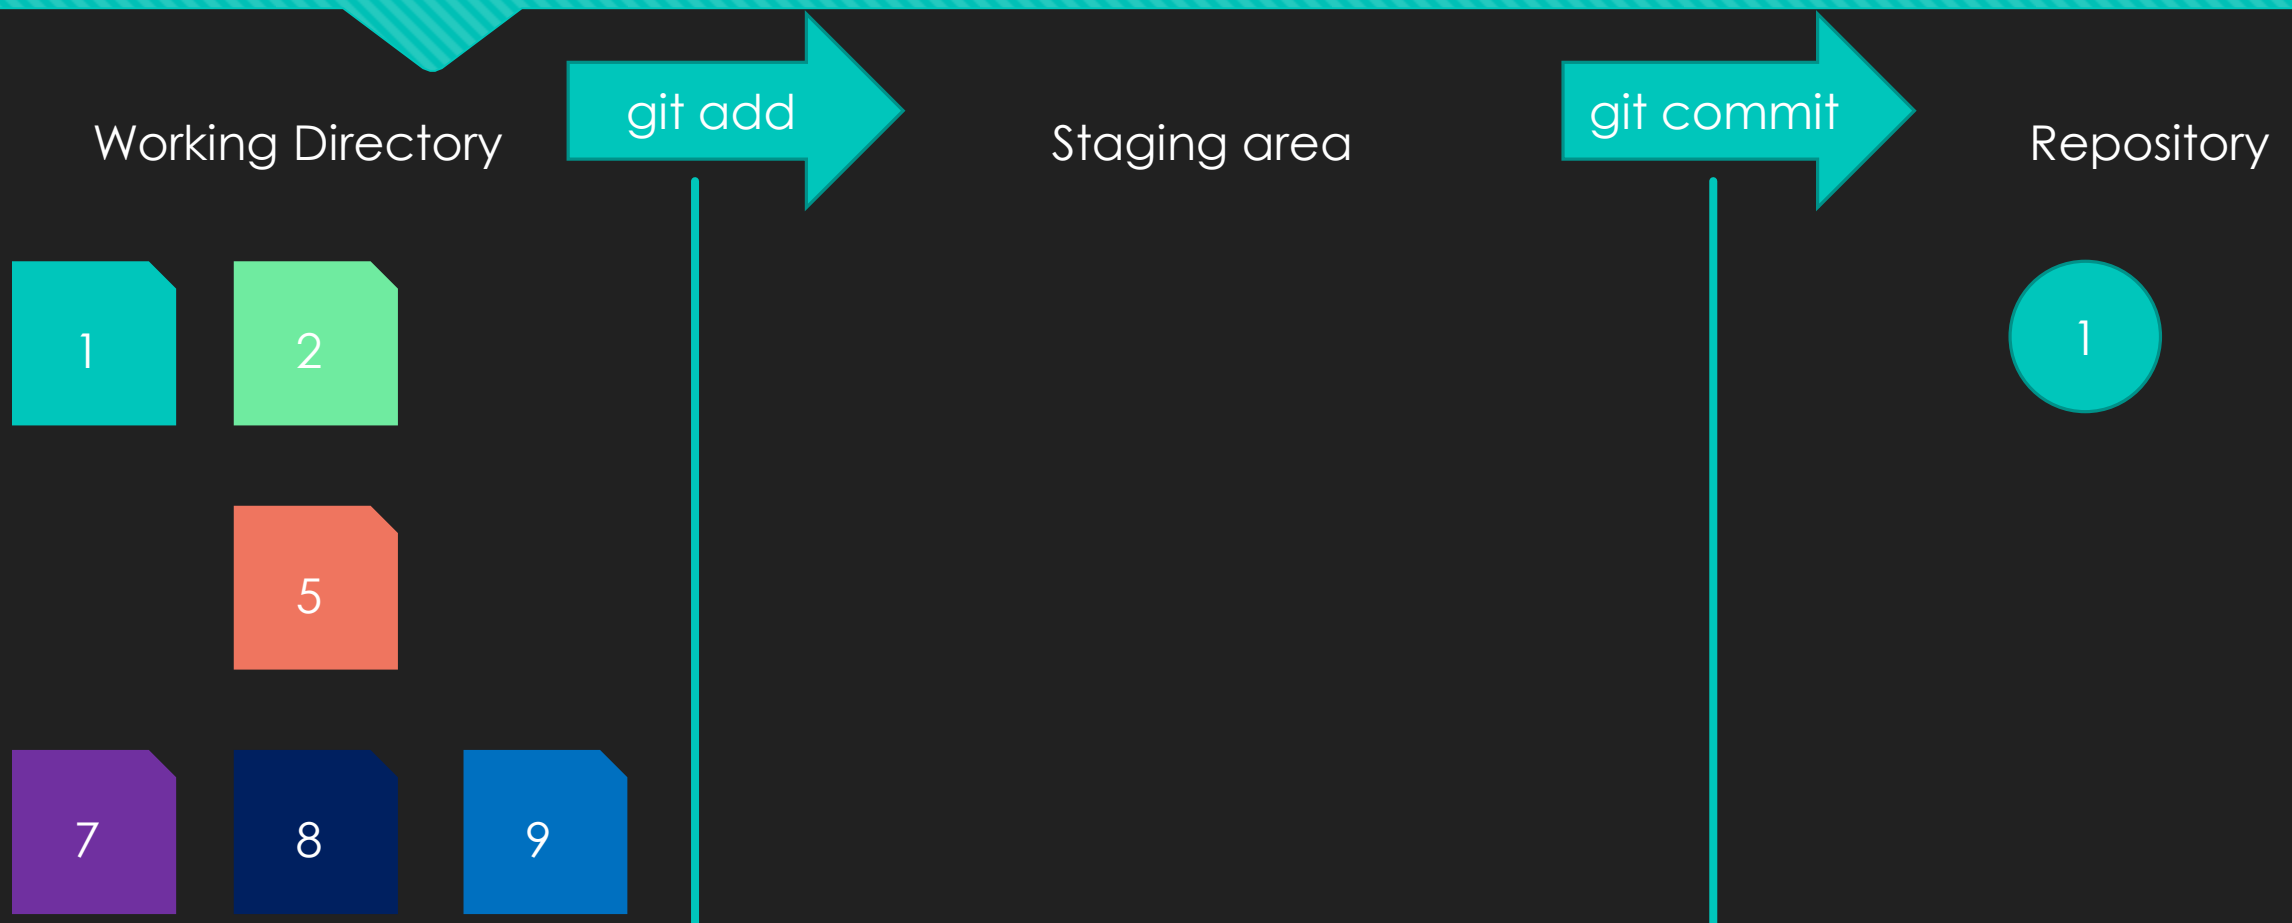 Working Directory
git add
Staging area
git commit
Repository
1
2
1
5
7
8
9